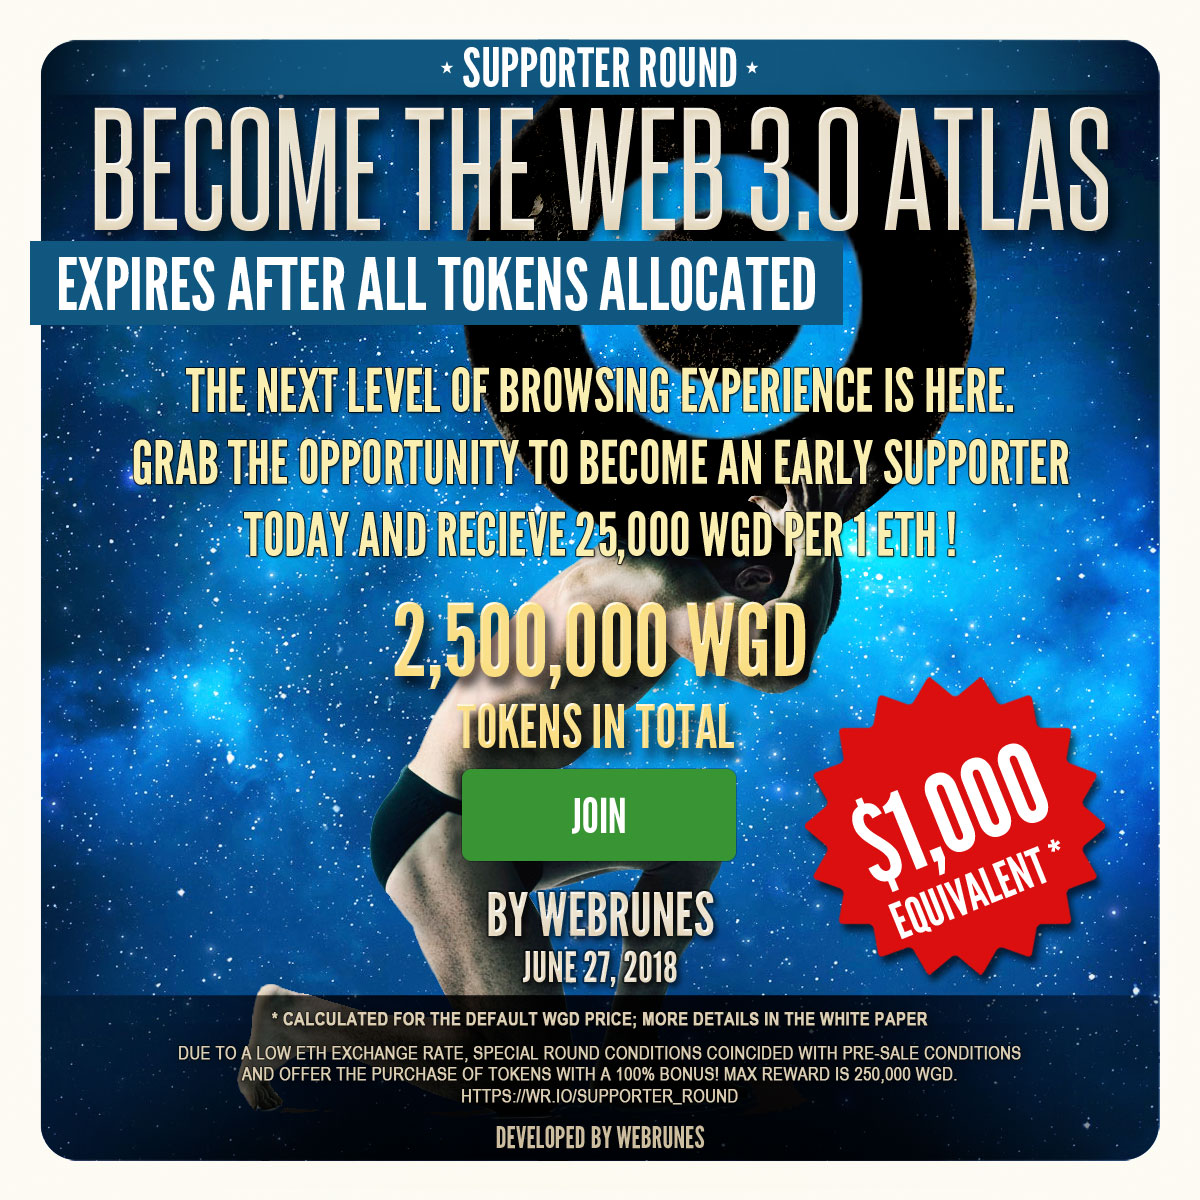 ★ SUPPORTER ROUND ★
BECOME THE WEB 3.0 ATLAS
EXPIRES AFTER ALL TOKENS ALLOCATED
THE NEXT LEVEL OF BROWSING EXPERIENCE IS HERE.
GRAB THE OPPORTUNITY TO BECOME AN EARLY SUPPORTER
TODAY AND RECIEVE 25,000 WGD PER 1 ETH !
2,500,000 WGD
TOKENS IN TOTAL
JOIN
$1,000
EQUIVALENT *
BY WEBRUNES
JUNE 27, 2018
* CALCULATED FOR THE DEFAULT WGD PRICE; MORE DETAILS IN THE WHITE PAPER
DUE TO A LOW ETH EXCHANGE RATE, SPECIAL ROUND CONDITIONS COINCIDED WITH PRE-SALE CONDITIONS
AND OFFER THE PURCHASE OF TOKENS WITH A 100% BONUS! MAX REWARD IS 250,000 WGD.
HTTPS://WR.IO/SUPPORTER_ROUND
DEVELOPED BY WEBRUNES